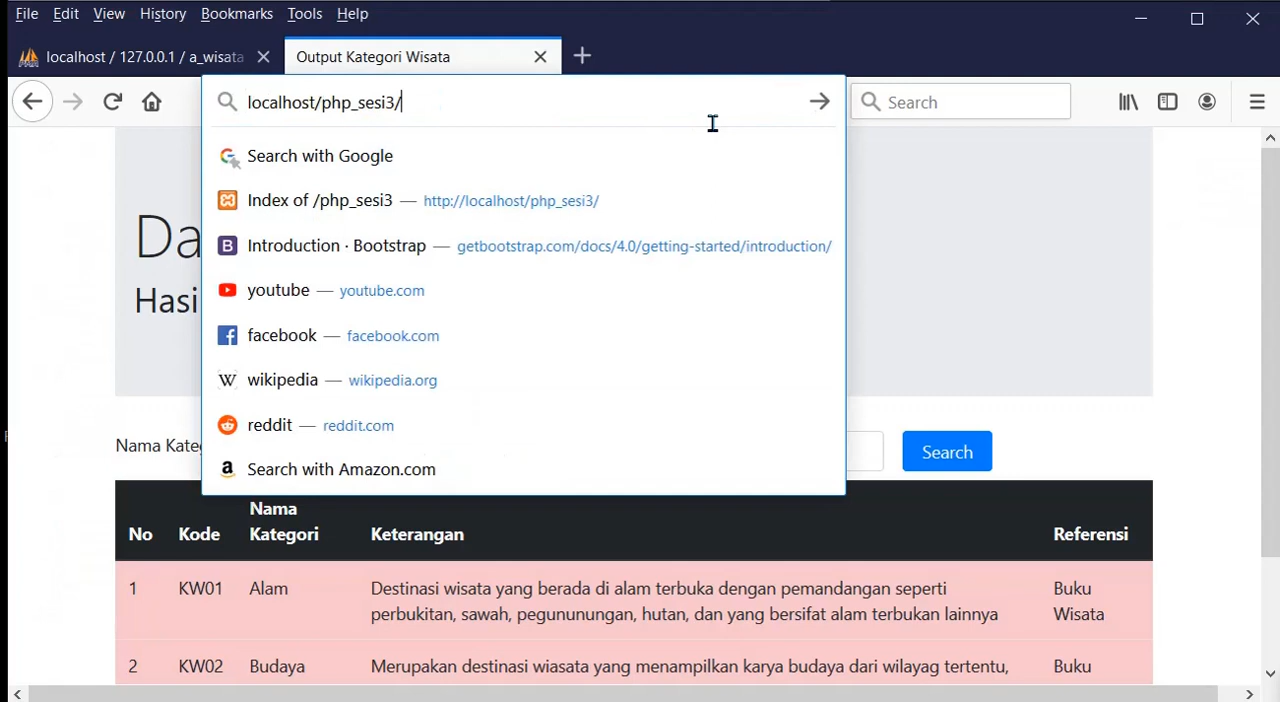 File Edit View History Bookmarks Tools Help
localhost / 127.0.0.1 / a_wisata
Output Kategori Wisata
localhost/php_sesi3/
Search
Search with Google
Index of /php_sesi3 — http://localhost/php_sesi3/
Introduction · Bootstrap — getbootstrap.com/docs/4.0/getting-started/introduction/
youtube — youtube.com
facebook — facebook.com
wikipedia — wikipedia.org
reddit — reddit.com
Search with Amazon.com
Da
Hasi
Nama Kate
Search
No Kode Nama Kategori Keterangan Referensi
1 KW01 Alam Destinasi wisata yang berada di alam terbuka dengan pemandangan seperti Buku
perbukitan, sawah, pegununungan, hutan, dan yang bersifat alam terbukan lainnya Wisata
2 KW02 Budaya Merupakan destinasi wiasata yang menampilkan karya budaya dari wilayag tertentu, Buku